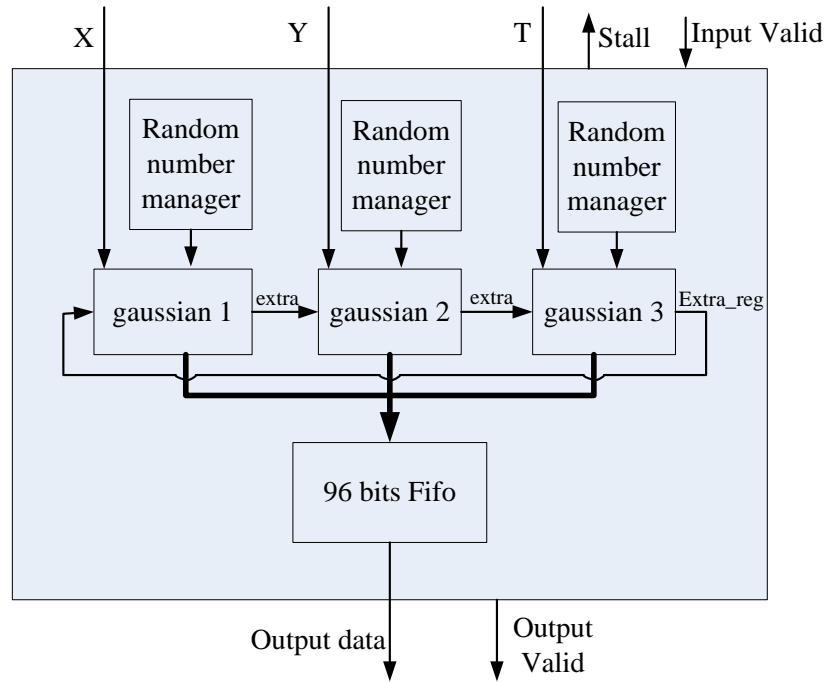 X
Y
T
Stall
Input Valid
Random
number
manager
Random
number
manager
Random
number
manager
gaussian 1
extra
gaussian 2
extra
gaussian 3
Extra_reg
96 bits Fifo
Output data
Output
Valid